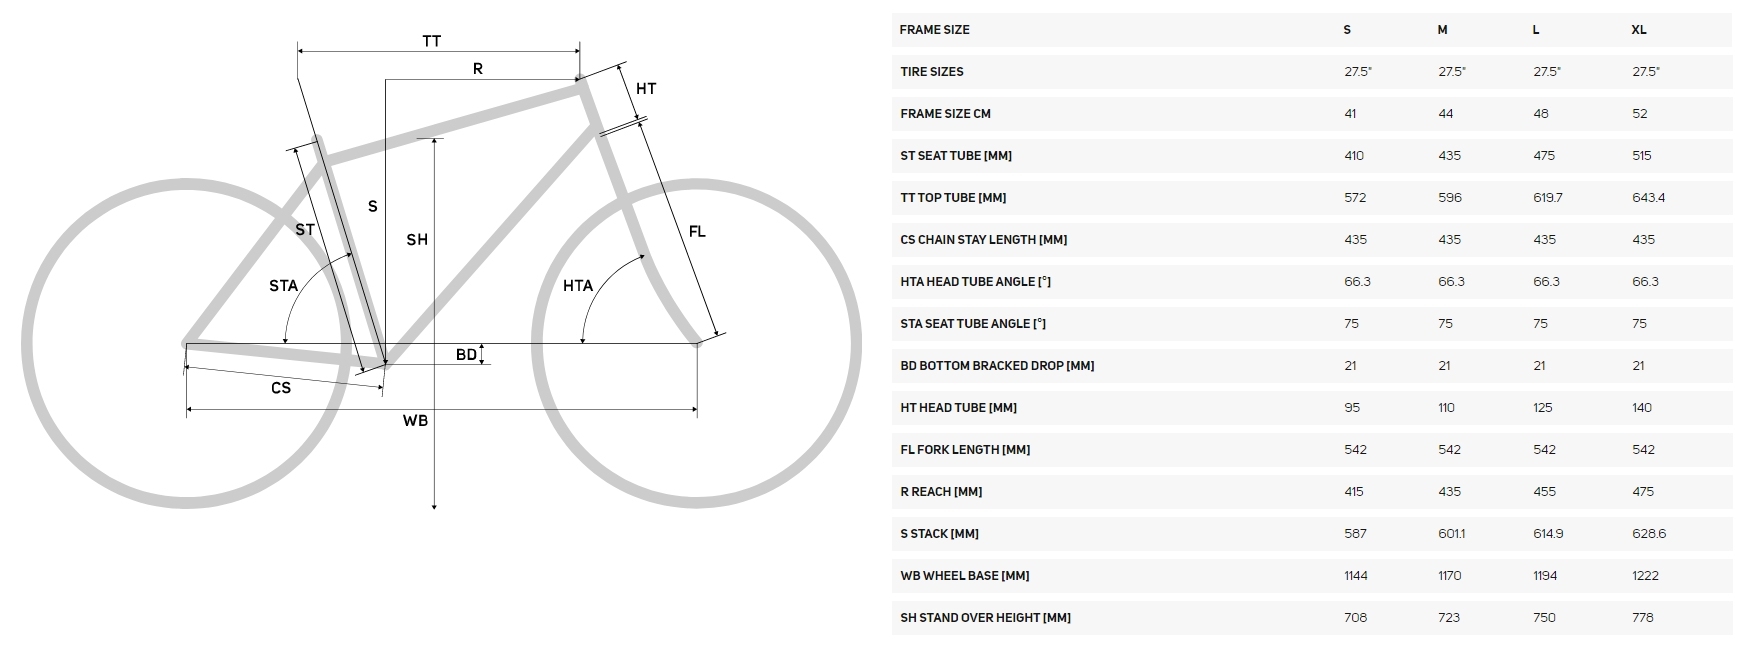 TT
R
HT
S
ST
SH
FL
STA
HTA
BD
CS
WB
FRAME SIZE S M L XL
TIRE SIZES 27.5" 27.5" 27.5" 27.5"
FRAME SIZE CM 41 44 48 52
ST SEAT TUBE [MM] 410 435 475 515
TT TOP TUBE [MM] 572 596 619.7 643.4
CS CHAIN STAY LENGTH [MM] 435 435 435 435
HTA HEAD TUBE ANGLE [°] 66.3 66.3 66.3 66.3
STA SEAT TUBE ANGLE [°] 75 75 75 75
BD BOTTOM BRACKED DROP [MM] 21 21 21 21
HT HEAD TUBE [MM] 95 110 125 140
FL FORK LENGTH [MM] 542 542 542 542
R REACH [MM] 415 435 455 475
S STACK [MM] 587 601.1 614.9 628.6
WB WHEEL BASE [MM] 1144 1170 1194 1222
SH STAND OVER HEIGHT [MM] 708 723 750 778